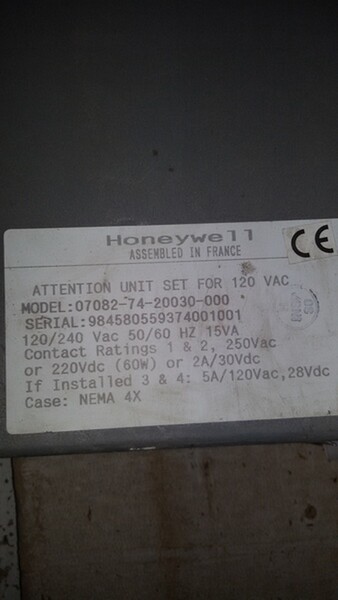 Honeywell
ASSEMBLED IN FRANCE
CE
ATTENTION UNIT SET FOR 120 VAC
MODEL:07082-74-20030-000
SERIAL:984580559374001001
120/240 Vac 50/60 HZ 15VA
Contact Ratings 1 & 2, 250Vac
or 220Vdc (60W) or 2A/30Vdc
If Installed 3 & 4: 5A/120Vac,28Vdc
Case: NEMA 4X